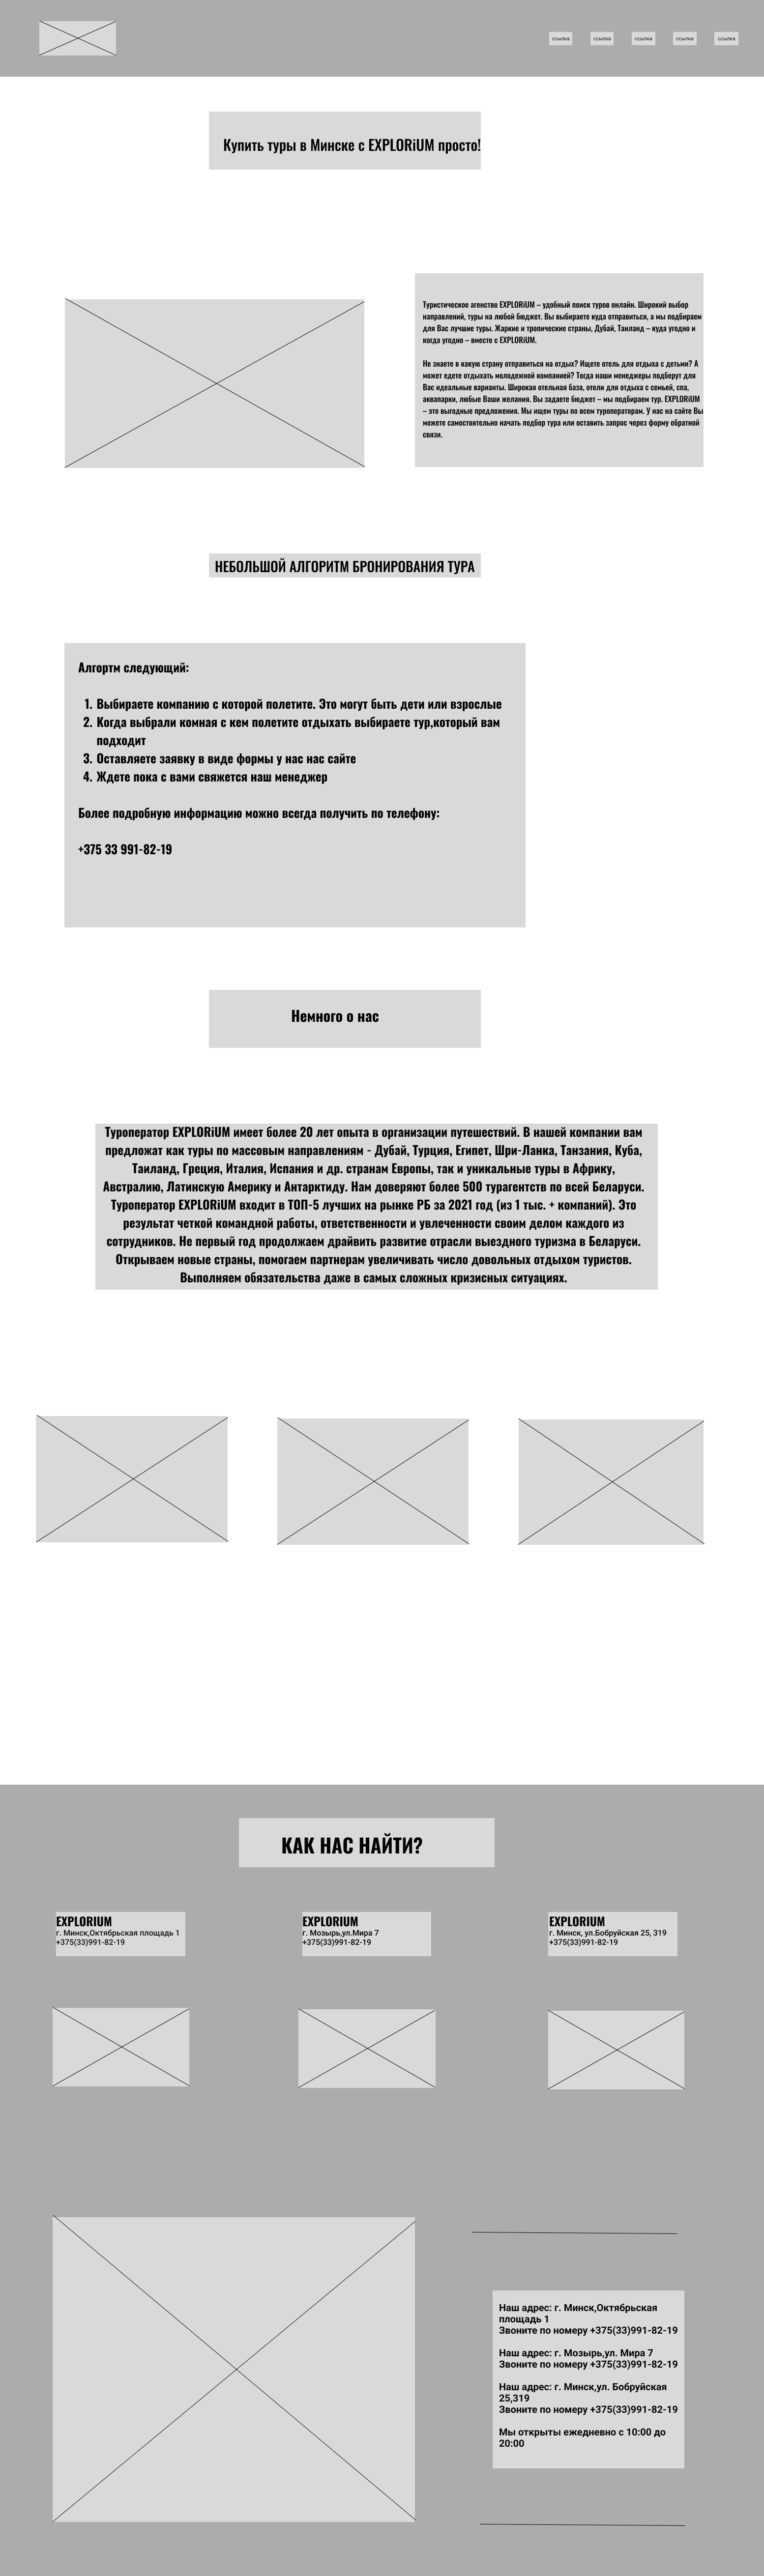 ссылка ссылка ссылка ссылка ссылка
Купить туры в Минске с EXPLORiUM просто!
Туристическое агенство EXPLORiUM – удобный поиск туров онлайн. Широкий выбор
направлений, туры на любой бюджет. Вы выбираете куда отправиться, а мы подбираем
для Вас лучшие туры. Жаркие и тропические страны, Дубай, Таиланд – куда угодно и
когда угодно – вместе с EXPLORiUM.
Не знаете в какую страну отправиться на отдых? Ищете отель для отдыха с детьми? А
может едете отдыхать молодежной компанией? Тогда наши менеджеры подберут для
Вас идеальные варианты. Широкая отельная база, отели для отдыха с семьей, спа,
аквапарки, любые Ваши желания. Вы задаете бюджет – мы подбираем тур. EXPLORiUM
– это выгодные предложения. Мы ищем туры по всем туроператорам. У нас на сайте Вы
можете самостоятельно начать подбор тура или оставить запрос через форму обратной
связи.
НЕБОЛЬШОЙ АЛГОРИТМ БРОНИРОВАНИЯ ТУРА
Алгортм следующий:
1. Выбираете компанию с которой полетите. Это могут быть дети или взрослые
2. Когда выбрали комная с кем полетите отдыхать выбираете тур,который вам
подходит
3. Оставляете заявку в виде формы у нас нас сайте
4. Ждете пока с вами свяжется наш менеджер
Более подробную информацию можно всегда получить по телефону:
+375 33 991-82-19
Немного о нас
Туроператор EXPLORiUM имеет более 20 лет опыта в организации путешествий. В нашей компании вам
предложат как туры по массовым направлениям - Дубай, Турция, Египет, Шри-Ланка, Танзания, Куба,
Таиланд, Греция, Италия, Испания и др. странам Европы, так и уникальные туры в Африку,
Австралию, Латинскую Америку и Антарктиду. Нам доверяют более 500 турагентств по всей Беларуси.
Туроператор EXPLORiUM входит в ТОП-5 лучших на рынке РБ за 2021 год (из 1 тыс. + компаний). Это
результат четкой командной работы, ответственности и увлеченности своим делом каждого из
сотрудников. Не первый год продолжаем драйвить развитие отрасли выездного туризма в Беларуси.
Открываем новые страны, помогаем партнерам увеличивать число довольных отдыхом туристов.
Выполняем обязательства даже в самых сложных кризисных ситуациях.
КАК НАС НАЙТИ?
EXPLORIUM
г. Минск,Октябрьская площадь 1
+375(33)991-82-19
EXPLORIUM
г. Мозырь,ул.Мира 7
+375(33)991-82-19
EXPLORIUM
г. Минск, ул.Бобруйская 25, 319
+375(33)991-82-19
Наш адрес: г. Минск,Октябрьская
площадь 1
Звоните по номеру +375(33)991-82-19
Наш адрес: г. Мозырь,ул. Мира 7
Звоните по номеру +375(33)991-82-19
Наш адрес: г. Минск,ул. Бобруйская
25,319
Звоните по номеру +375(33)991-82-19
Мы открыты ежедневно с 10:00 до
20:00